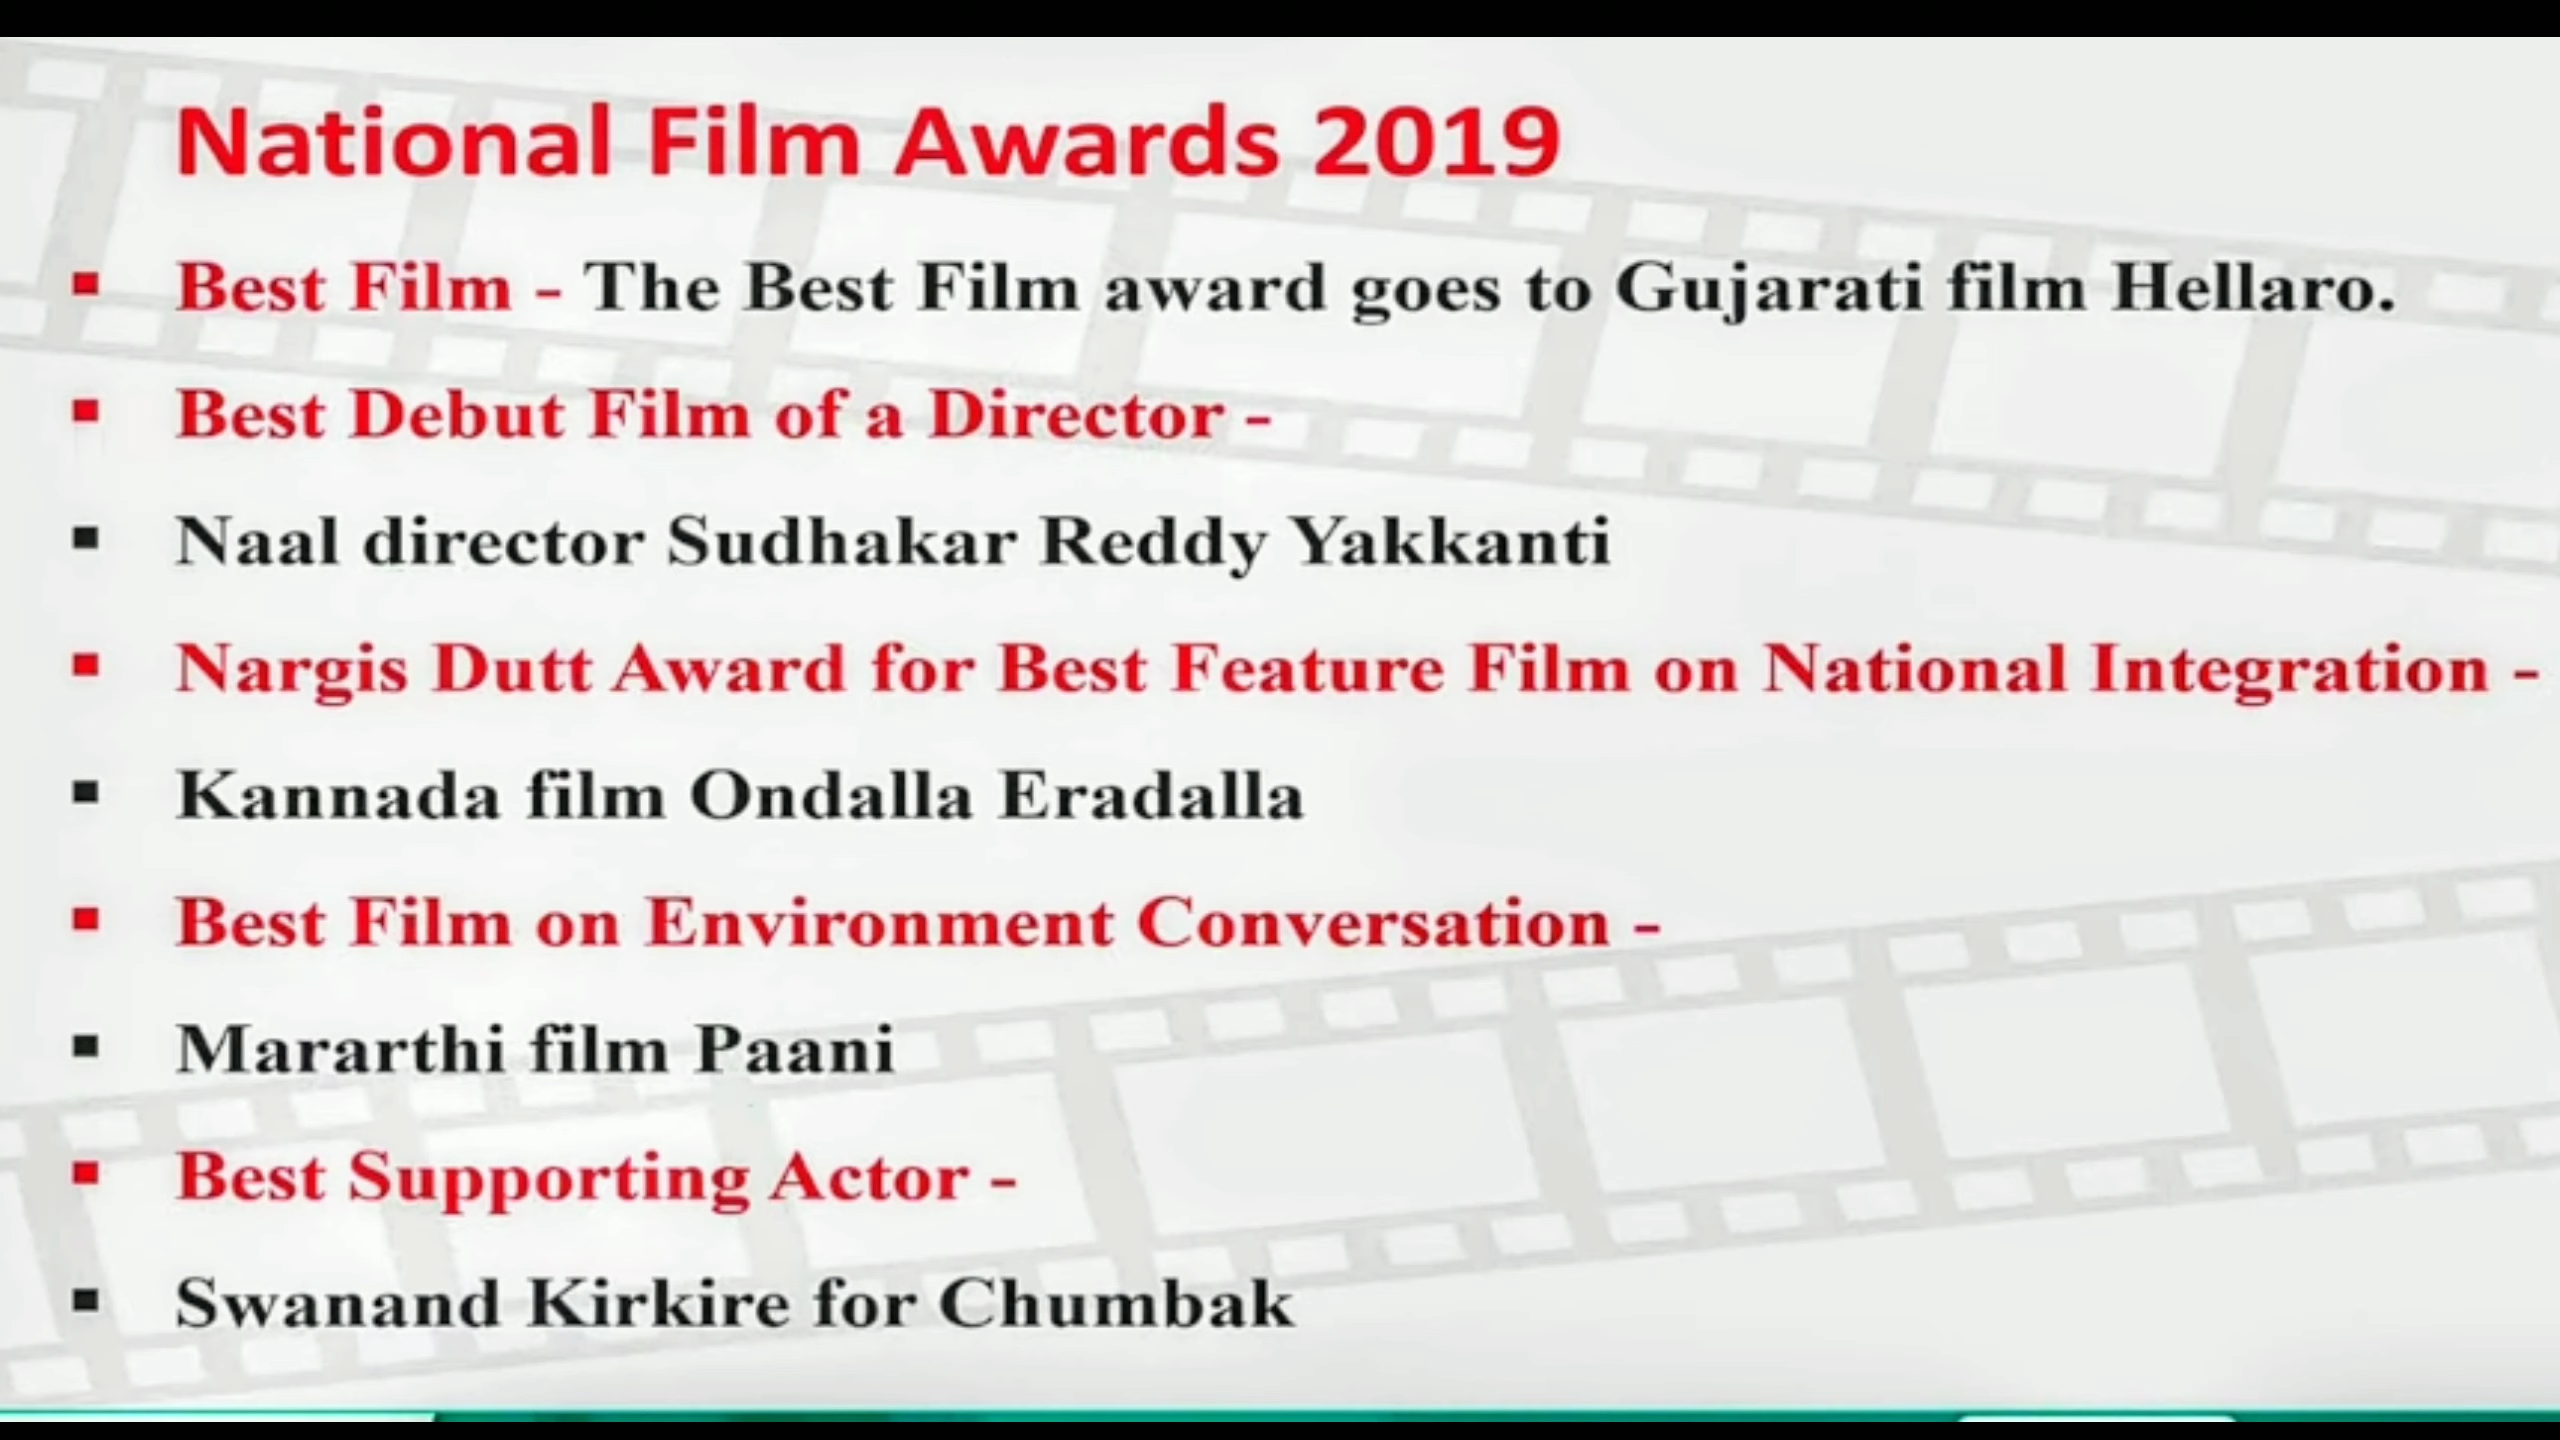 National Film Awards 2019
▪ Best Film - The Best Film award goes to Gujarati film Hellaro.
▪ Best Debut Film of a Director -
▪ Naal director Sudhakar Reddy Yakkanti
▪ Nargis Dutt Award for Best Feature Film on National Integration -
▪ Kannada film Ondalla Eradalla
▪ Best Film on Environment Conversation -
▪ Mararthi film Paani
▪ Best Supporting Actor -
▪ Swanand Kirkire for Chumbak